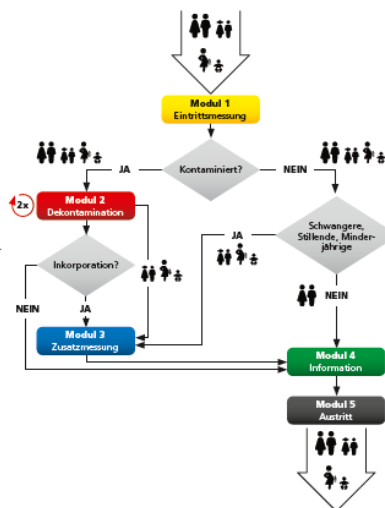 Modul 1
Eintrittsmessung
Kontaminiert?
JA
NEIN
2x
Modul 2
Dekontamination
JA
Schwangere,
Stillende, Minder-
jährige
Inkorporation?
NEIN
JA
NEIN
Modul 3
Zusatzmessung
Modul 4
Information
Modul 5
Austritt